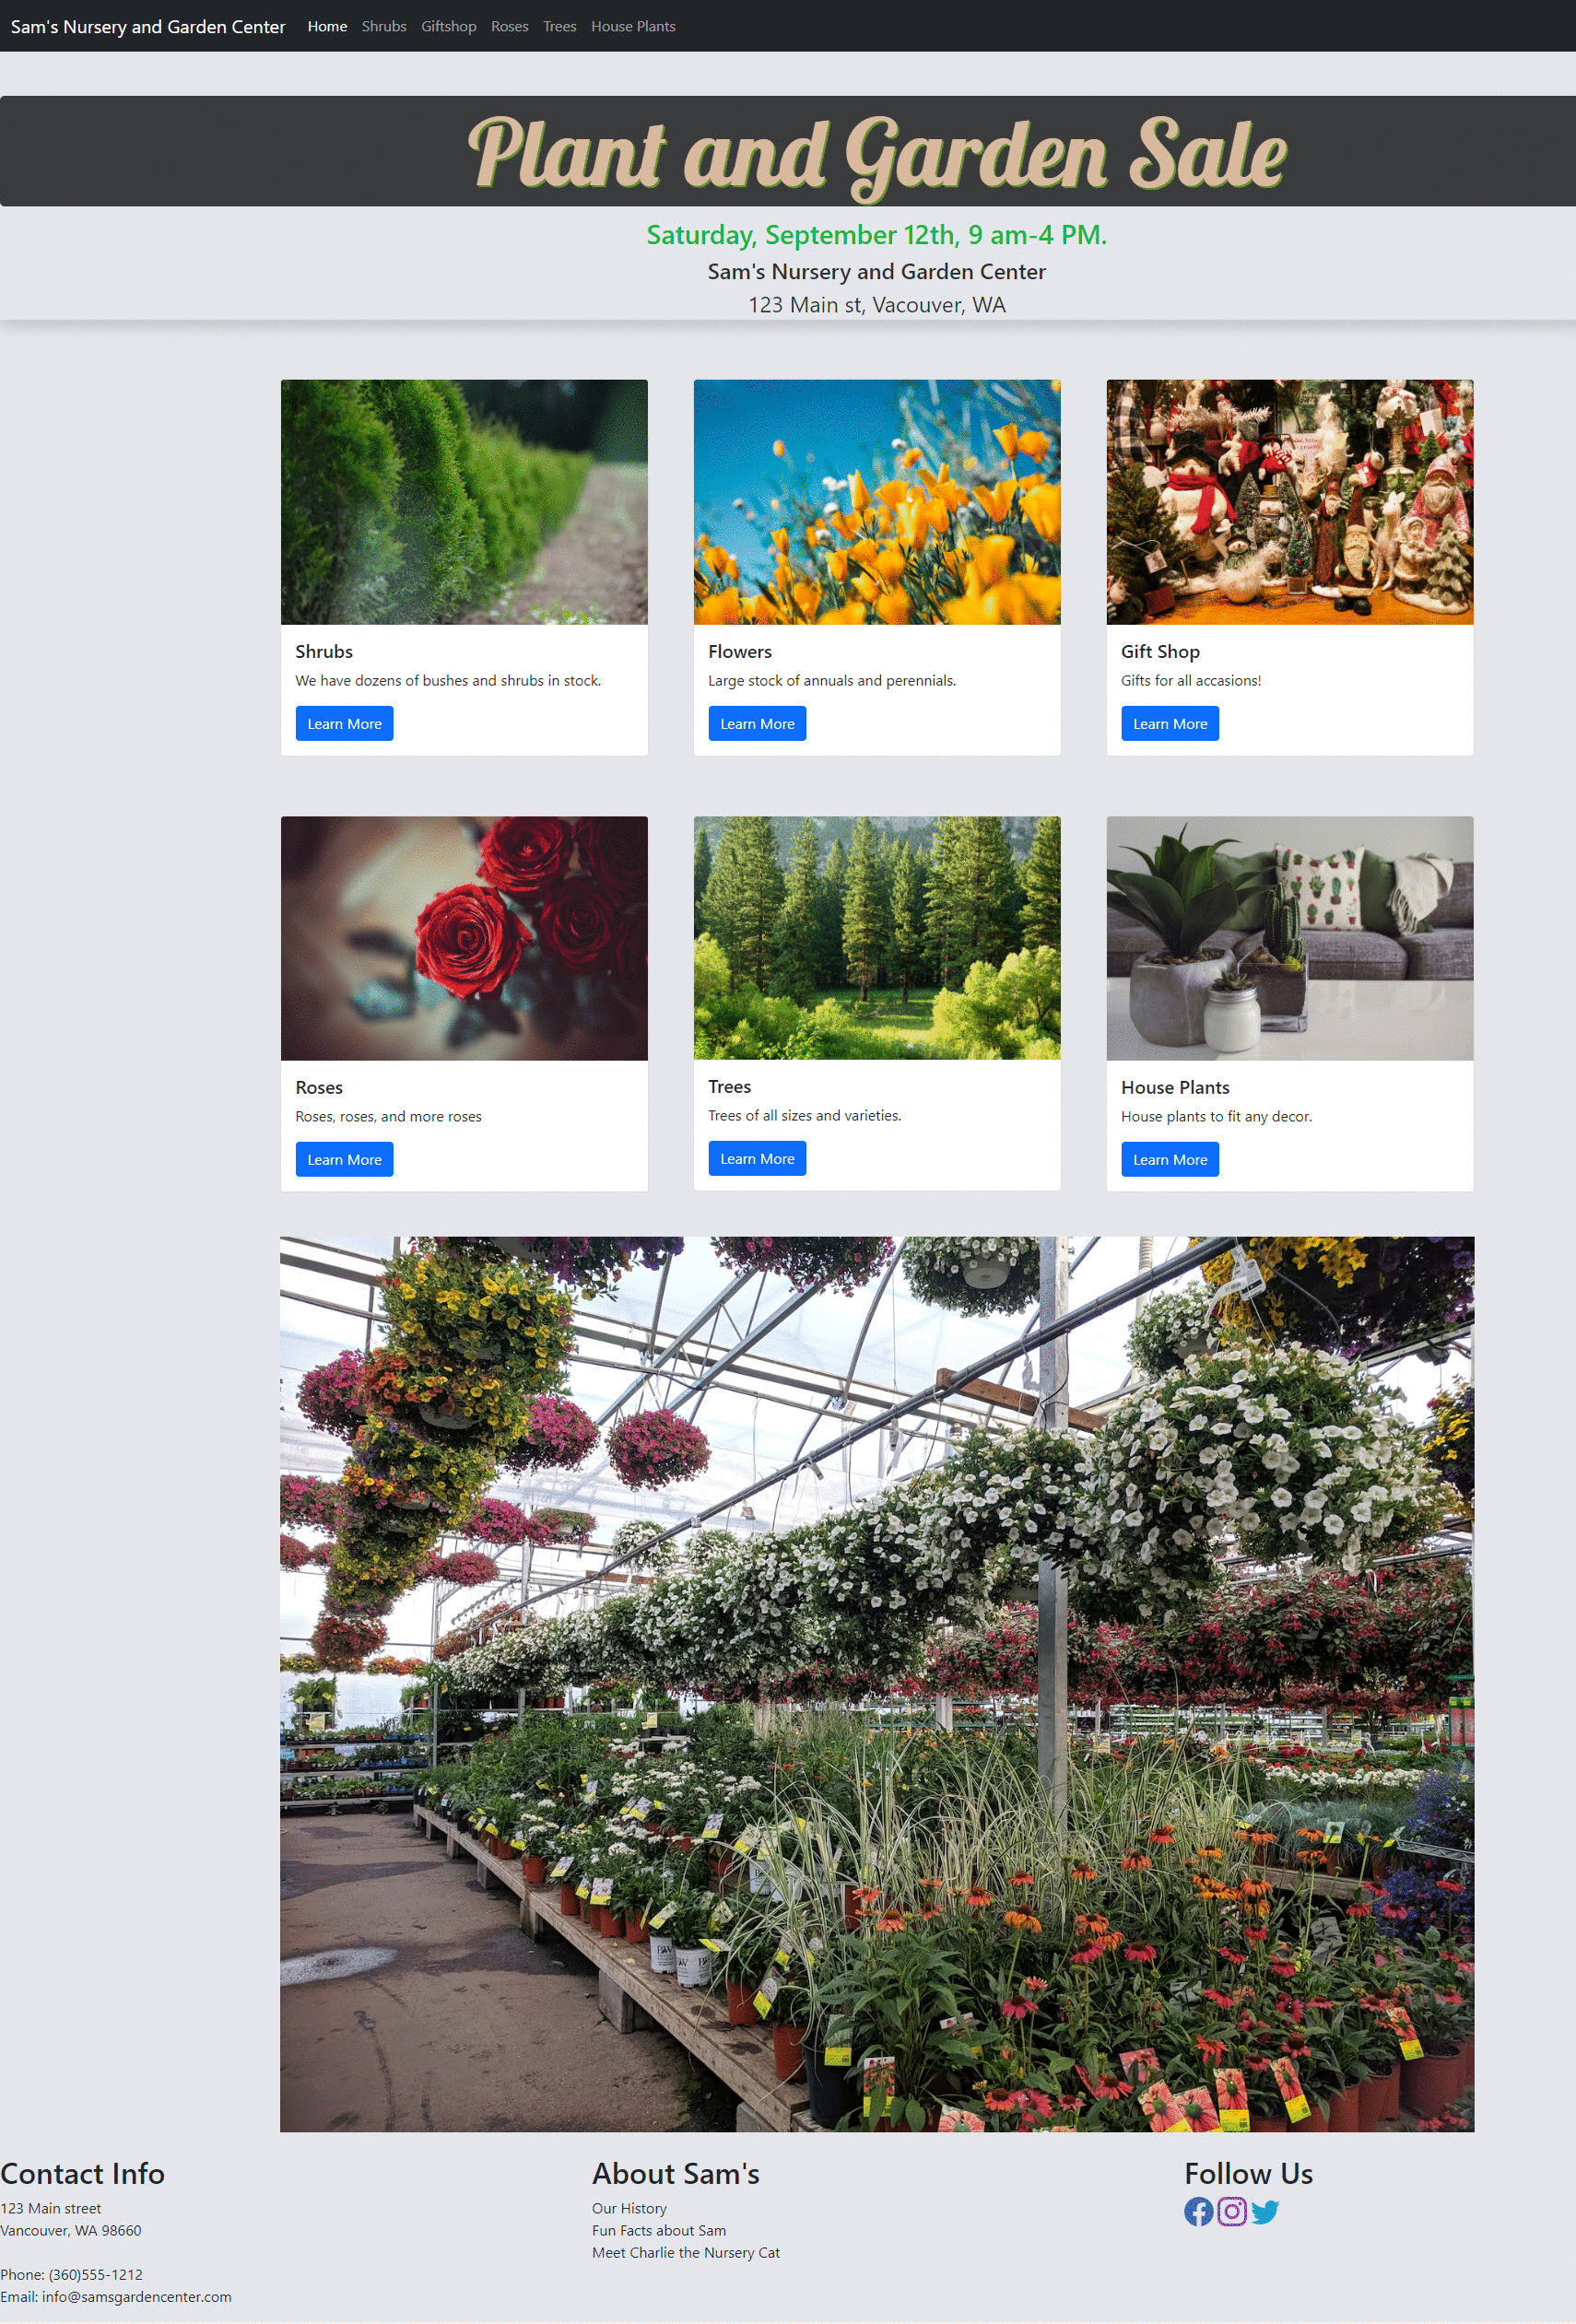 Sam's Nursery and Garden Center Home Shrubs Giftshop Roses Trees House Plants
Plant and Garden Sale
Saturday, September 12th, 9 am-4 PM.
Sam's Nursery and Garden Center
123 Main st, Vacouver, WA
Shrubs
We have dozens of bushes and shrubs in stock.
Learn More
Flowers
Large stock of annuals and perennials.
Learn More
Gift Shop
Gifts for all accasions!
Learn More
Roses
Roses, roses, and more roses
Learn More
Trees
Trees of all sizes and varieties.
Learn More
House Plants
House plants to fit any decor.
Learn More
Contact Info
123 Main street
Vancouver, WA 98660
Phone: (360)555-1212
Email: info@samsgardencenter.com
About Sam's
Our History
Fun Facts about Sam
Meet Charlie the Nursery Cat
Follow Us